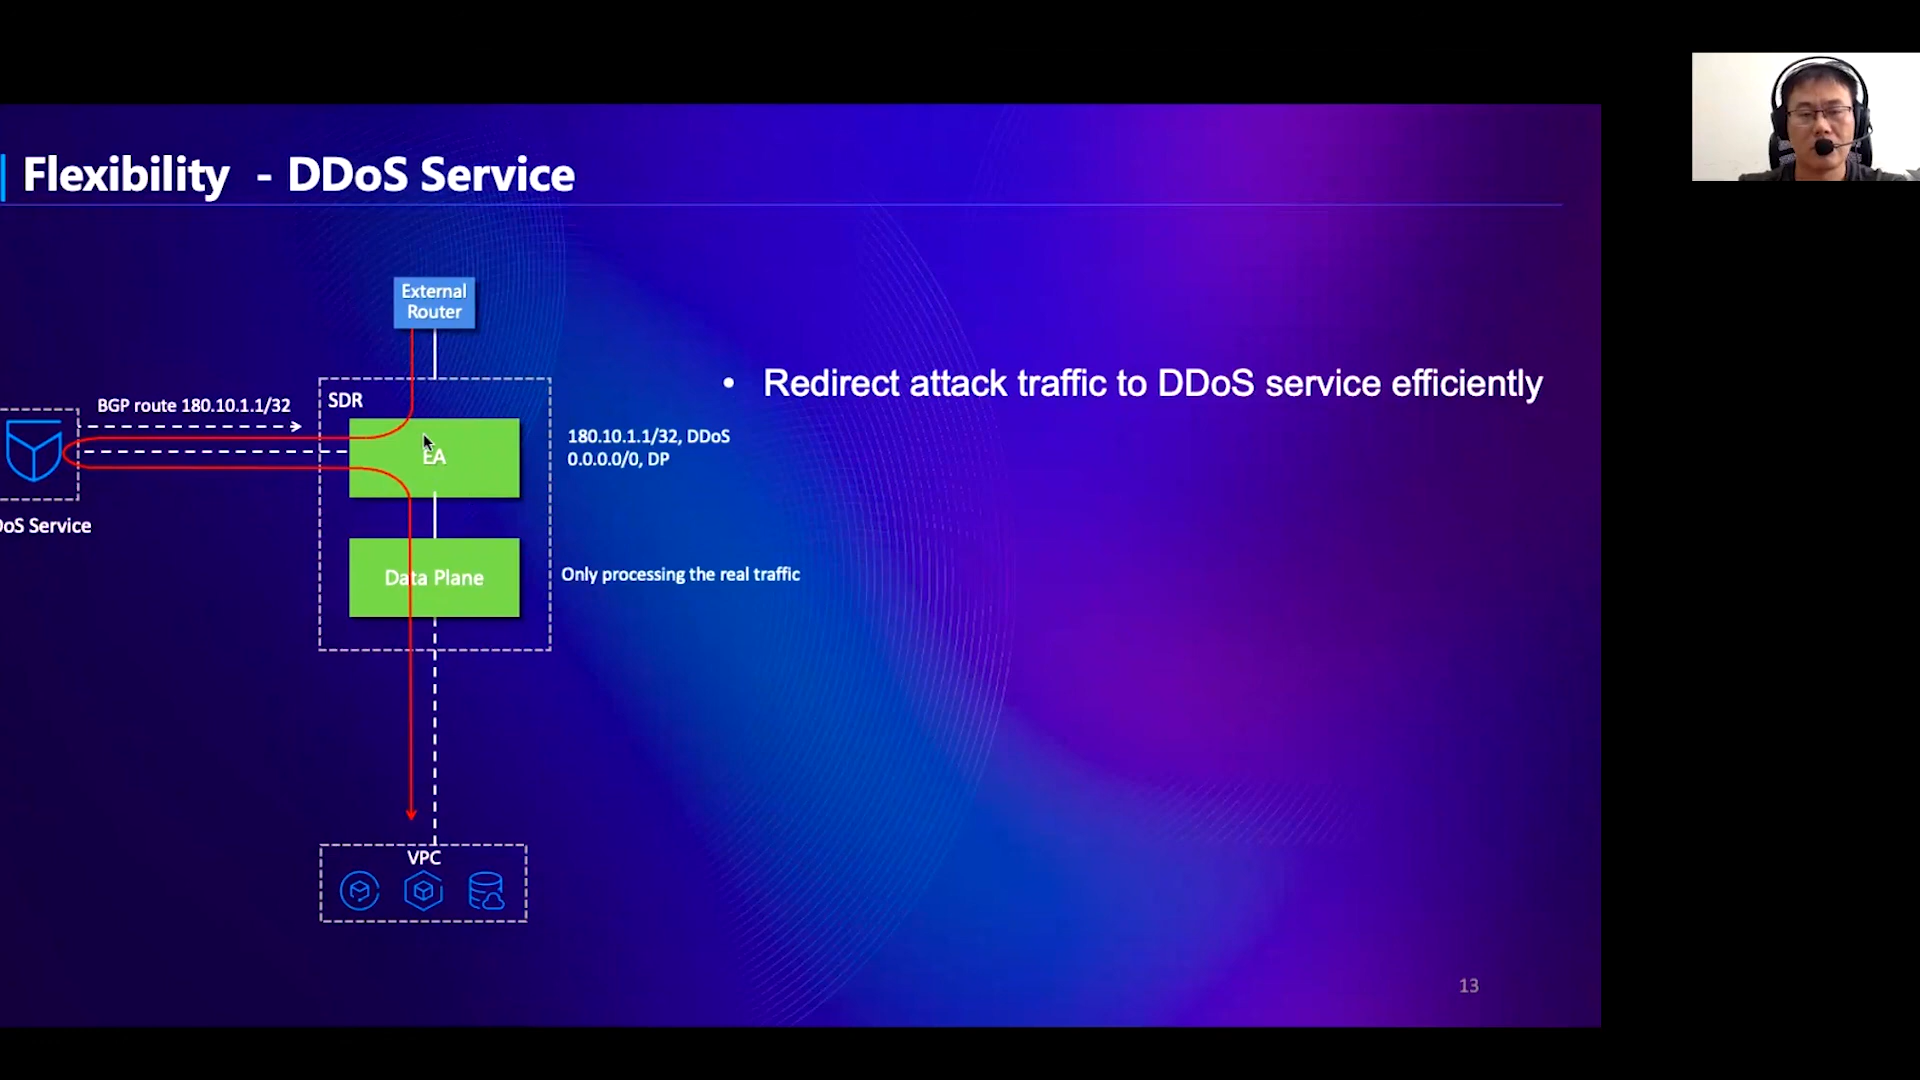 Flexibility - DDoS Service
External
Router
• Redirect attack traffic to DDoS service efficiently
BGP route 180.10.1.1/32
SDR
EA
180.10.1.1/32, DDoS
0.0.0.0/0, DP
oS Service
Data Plane
Only processing the real traffic
VPC
13